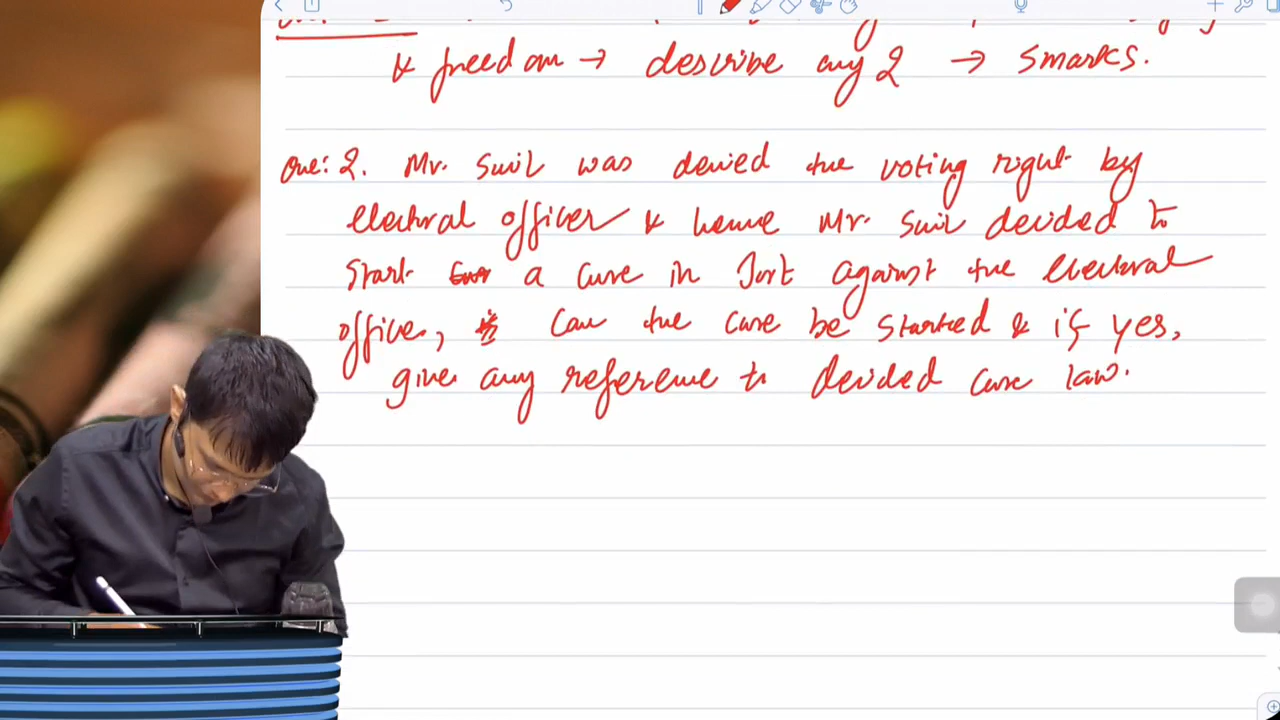 & freedom → describe any 2 → 5marks.
Que: 2. Mr. Sunil was denied the voting right by
electoral officer & hence Mr. Sunil decided to
start a case in Tort against the electoral
officer, Can the case be started & if yes,
give any reference to decided case law.